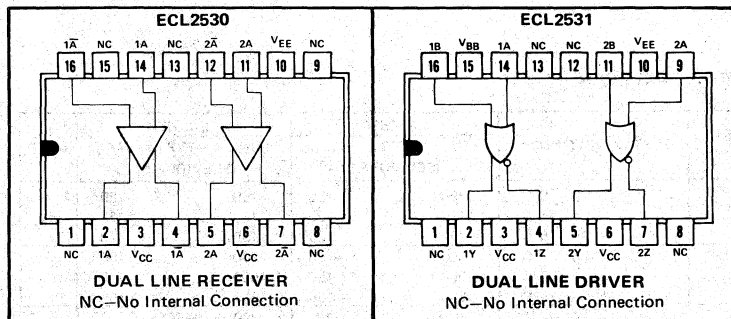 ECL2530
1A̅ NC 1A NC 2A̅ 2A VEE NC
16 15 14 13 12 11 10 9
1 2 3 4 5 6 7 8
NC 1A VCC 1A̅ 2A VCC 2A̅ NC
DUAL LINE RECEIVER
NC—No Internal Connection
ECL2531
1B VBB 1A NC NC 2B VEE 2A
16 15 14 13 12 11 10 9
1 2 3 4 5 6 7 8
NC 1Y VCC 1Z 2Y VCC 2Z NC
DUAL LINE DRIVER
NC—No Internal Connection